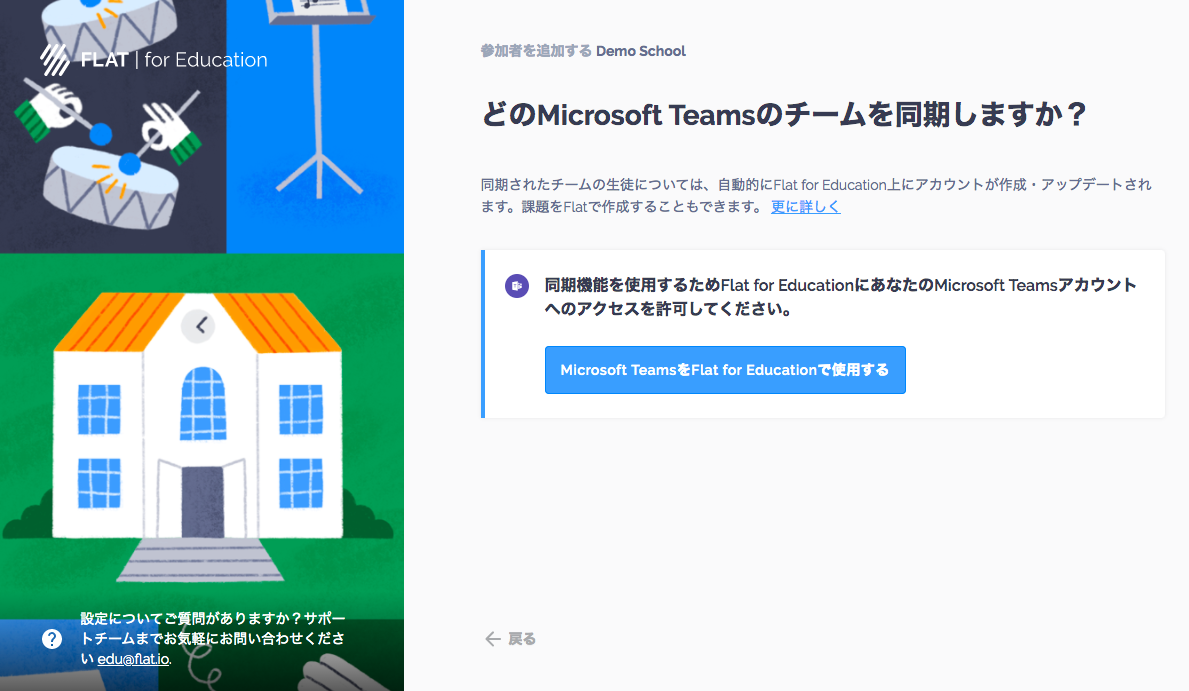 FLAT | for Education
参加者を追加する Demo School
どのMicrosoft Teamsのチームを同期しますか？
同期されたチームの生徒については、自動的にFlat for Education上にアカウントが作成・アップデートされ
ます。課題をFlatで作成することもできます。 更に詳しく
同期機能を使用するためFlat for EducationにあなたのMicrosoft Teamsアカウント
へのアクセスを許可してください。
Microsoft TeamsをFlat for Educationで使用する
設定についてご質問がありますか？サポー
トチームまでお気軽にお問い合わせくださ
い edu@flat.io.
← 戻る